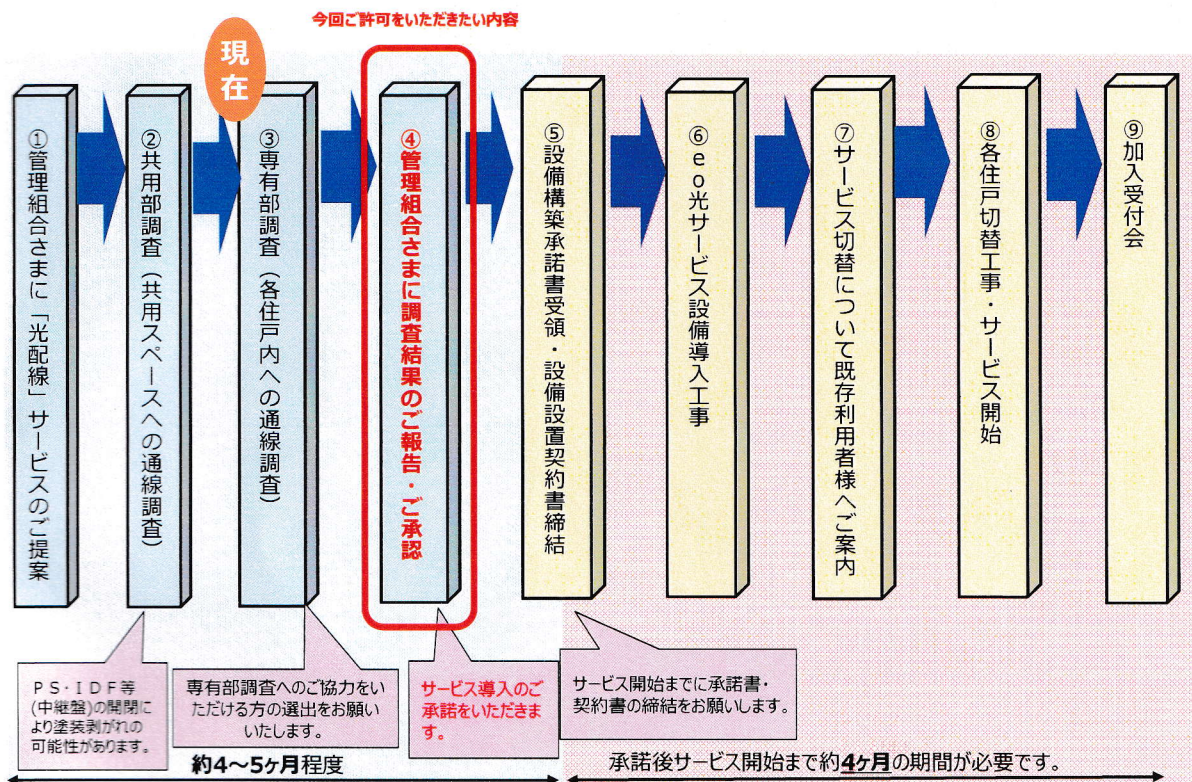 今回ご許可をいただきたい内容
現在
①管理組合さまに「光配線」サービスのご提案
②共用部調査(共用スペースへの通線調査)
③専有部調査(各住戸内への通線調査)
④管理組合さまに調査結果のご報告・ご承認
⑤設備構築承諾書受領・設備設置契約書締結
⑥eo光サービス設備導入工事
⑦サービス切替について既存利用者様へご案内
⑧各住戸切替工事・サービス開始
⑨加入受付会
PS・IDF等
(中継盤)の開閉に
より塗装剥がれの
可能性があります。
専有部調査へのご協力をい
ただける方の選出をお願い
いたします。
サービス導入のご
承諾をいただきま
す。
サービス開始までに承諾書・
契約書の締結をお願いします。
約4~5ヶ月程度
承諾後サービス開始まで約4ケ月の期間が必要です。